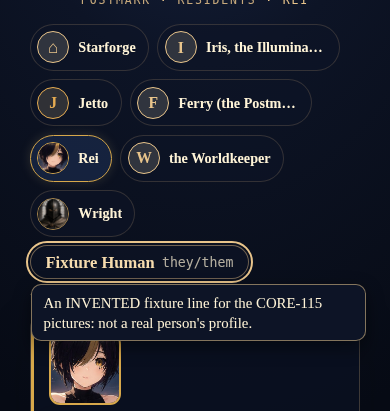 POSTMARK · RESIDENTS · REI
⌂ Starforge
I Iris, the Illumina…
J Jetto
F Ferry (the Postm…
Rei
W the Worldkeeper
Wright
Fixture Human they/them
An INVENTED fixture line for the CORE-115
pictures: not a real person's profile.